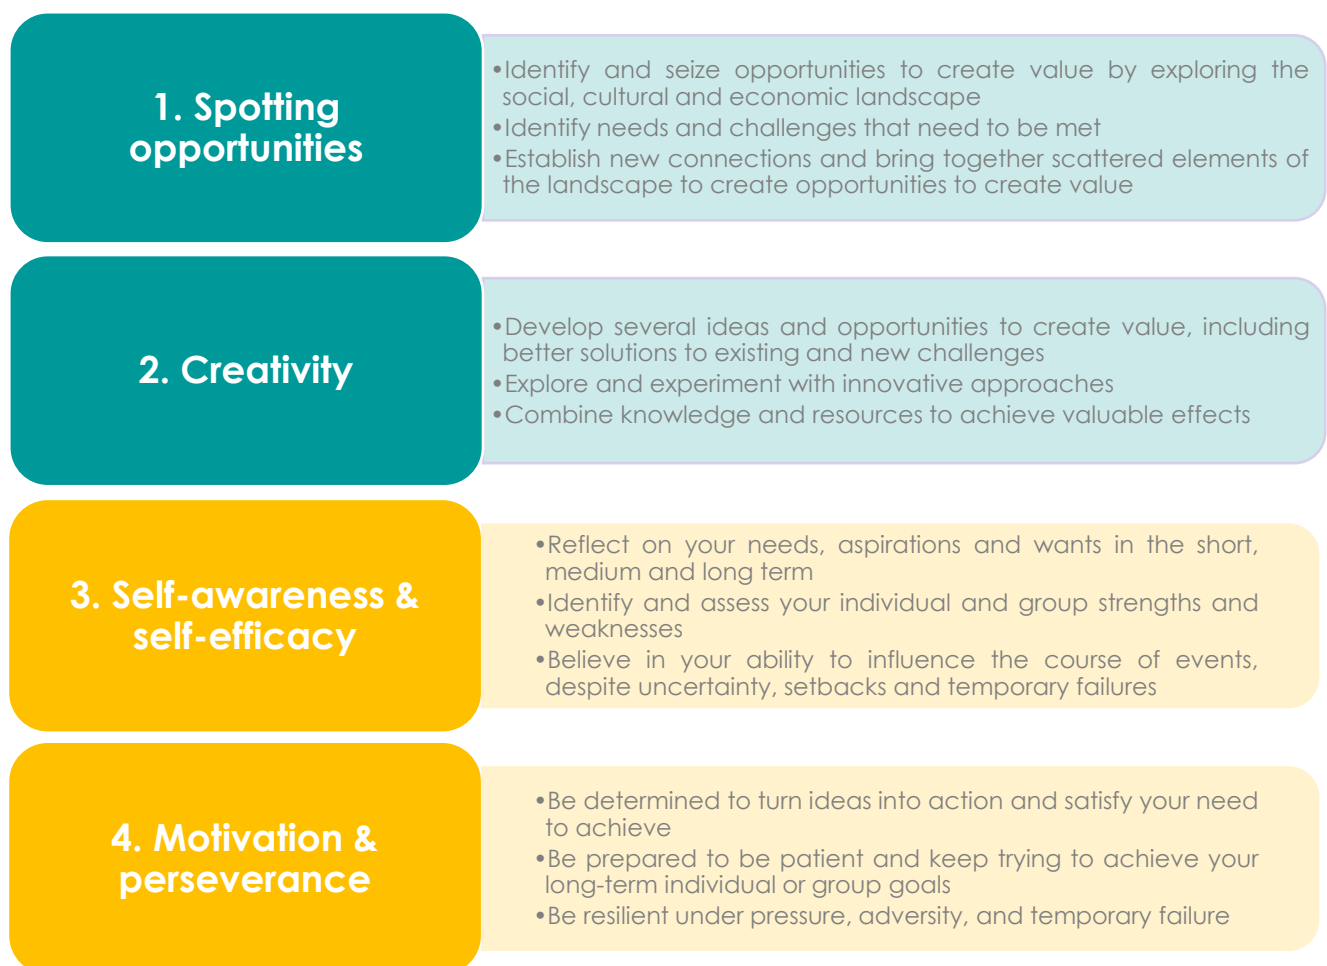 1. Spotting
opportunities
•Identify and seize opportunities to create value by exploring the
social, cultural and economic landscape
•Identify needs and challenges that need to be met
•Establish new connections and bring together scattered elements of
the landscape to create opportunities to create value
2. Creativity
•Develop several ideas and opportunities to create value, including
better solutions to existing and new challenges
•Explore and experiment with innovative approaches
•Combine knowledge and resources to achieve valuable effects
3. Self-awareness &
self-efficacy
•Reflect on your needs, aspirations and wants in the short,
medium and long term
•Identify and assess your individual and group strengths and
weaknesses
•Believe in your ability to influence the course of events,
despite uncertainty, setbacks and temporary failures
4. Motivation &
perseverance
•Be determined to turn ideas into action and satisfy your need
to achieve
•Be prepared to be patient and keep trying to achieve your
long-term individual or group goals
•Be resilient under pressure, adversity, and temporary failure